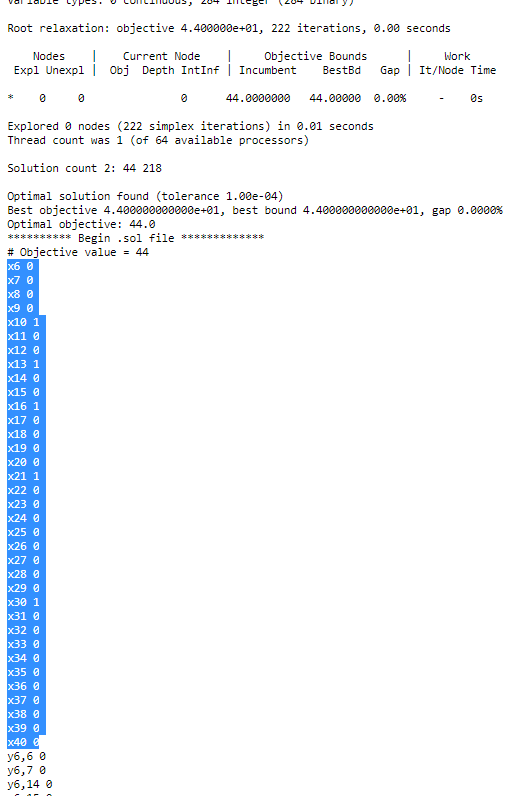 variable types: 0 continuous, 284 integer (284 binary)
Root relaxation: objective 4.400000e+01, 222 iterations, 0.00 seconds
Nodes | Current Node | Objective Bounds | Work
Expl Unexpl | Obj Depth IntInf | Incumbent BestBd Gap | It/Node Time
* 0 0 0 44.0000000 44.00000 0.00% - 0s
Explored 0 nodes (222 simplex iterations) in 0.01 seconds
Thread count was 1 (of 64 available processors)
Solution count 2: 44 218
Optimal solution found (tolerance 1.00e-04)
Best objective 4.400000000000e+01, best bound 4.400000000000e+01, gap 0.0000%
Optimal objective: 44.0
********** Begin .sol file *************
# Objective value = 44
x6 0
x7 0
x8 0
x9 0
x10 1
x11 0
x12 0
x13 1
x14 0
x15 0
x16 1
x17 0
x18 0
x19 0
x20 0
x21 1
x22 0
x23 0
x24 0
x25 0
x26 0
x27 0
x28 0
x29 0
x30 1
x31 0
x32 0
x33 0
x34 0
x35 0
x36 0
x37 0
x38 0
x39 0
x40 0
y6,6 0
y6,7 0
y6,14 0